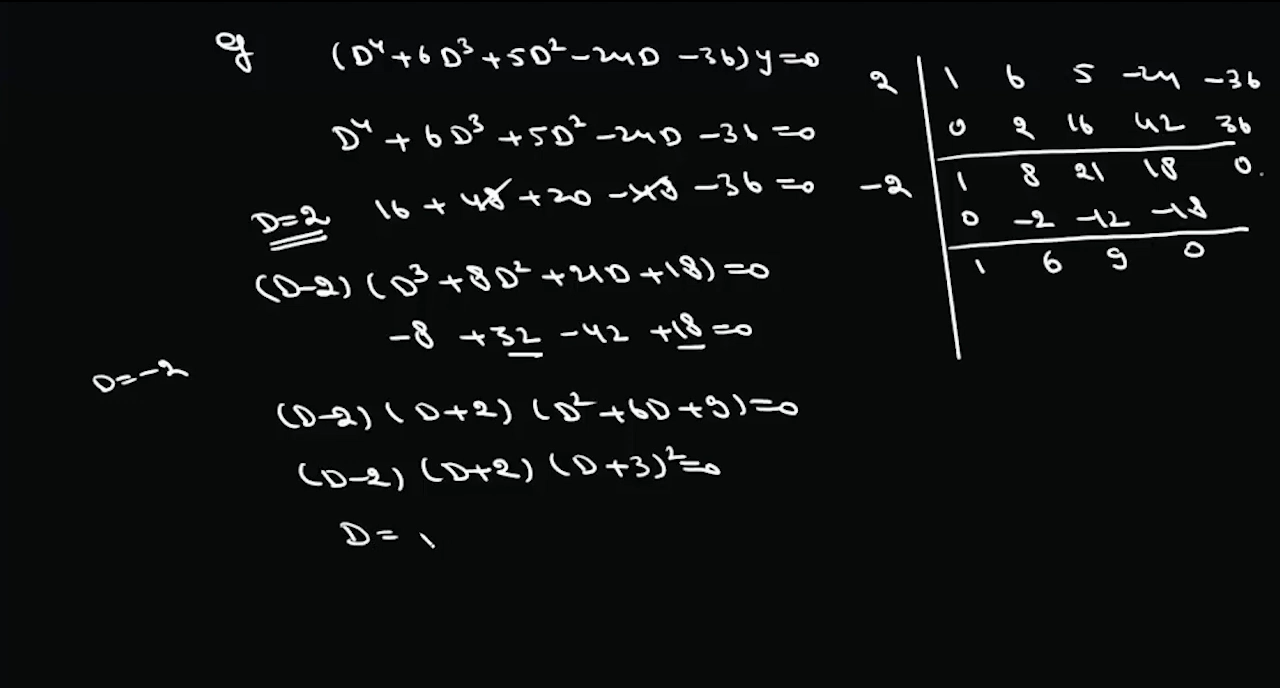 eg (D⁴+6D³+5D²-24D-36)y=0
D⁴+6D³+5D²-24D-36=0
D=2 16+48+20-48-36=0
(D-2)(D³+8D²+21D+18)=0
-8+32-42+18=0
D=-2
(D-2)(D+2)(D²+6D+9)=0
(D-2)(D+2)(D+3)²=0
D=
2 | 1 6 5 -24 -36
0 2 16 42 36
-2 | 1 8 21 18 0.
0 -2 -12 -18
1 6 9 0